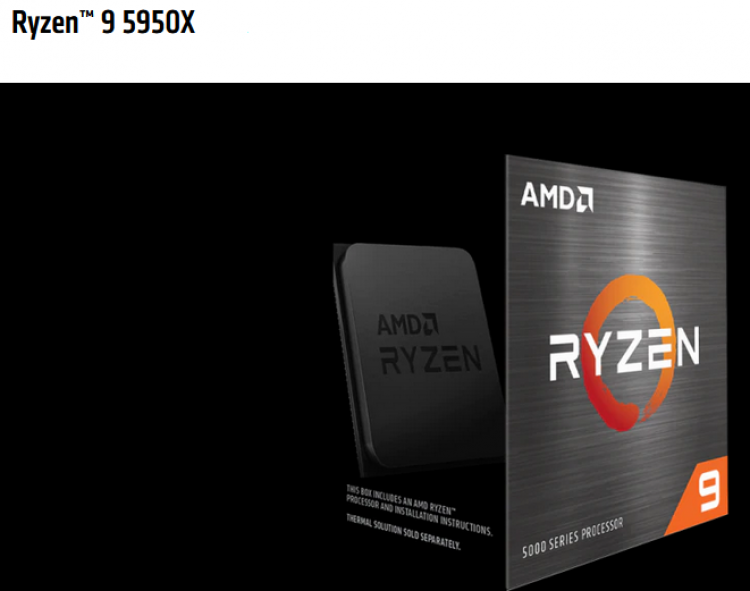 Ryzen™ 9 5950X
AMD
RYZEN
THIS BOX INCLUDES AN AMD RYZEN™
PROCESSOR AND INSTALLATION INSTRUCTIONS.
THERMAL SOLUTION SOLD SEPARATELY.
AMD
RYZEN
9
5000 SERIES PROCESSOR